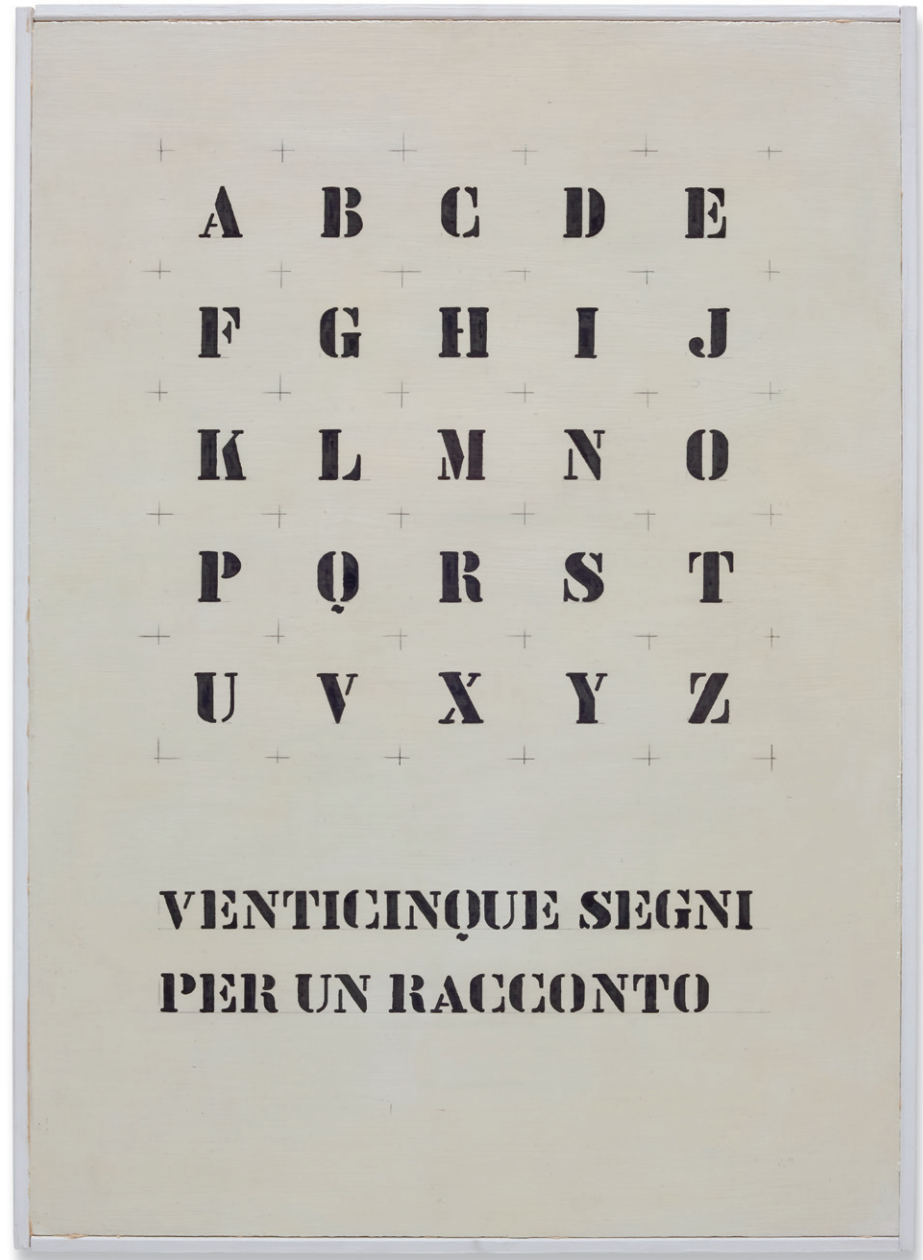 A B C D E
F G H I J
K L M N O
P Q R S T
U V X Y Z
VENTICINQUE SEGNI
PER UN RACCONTO